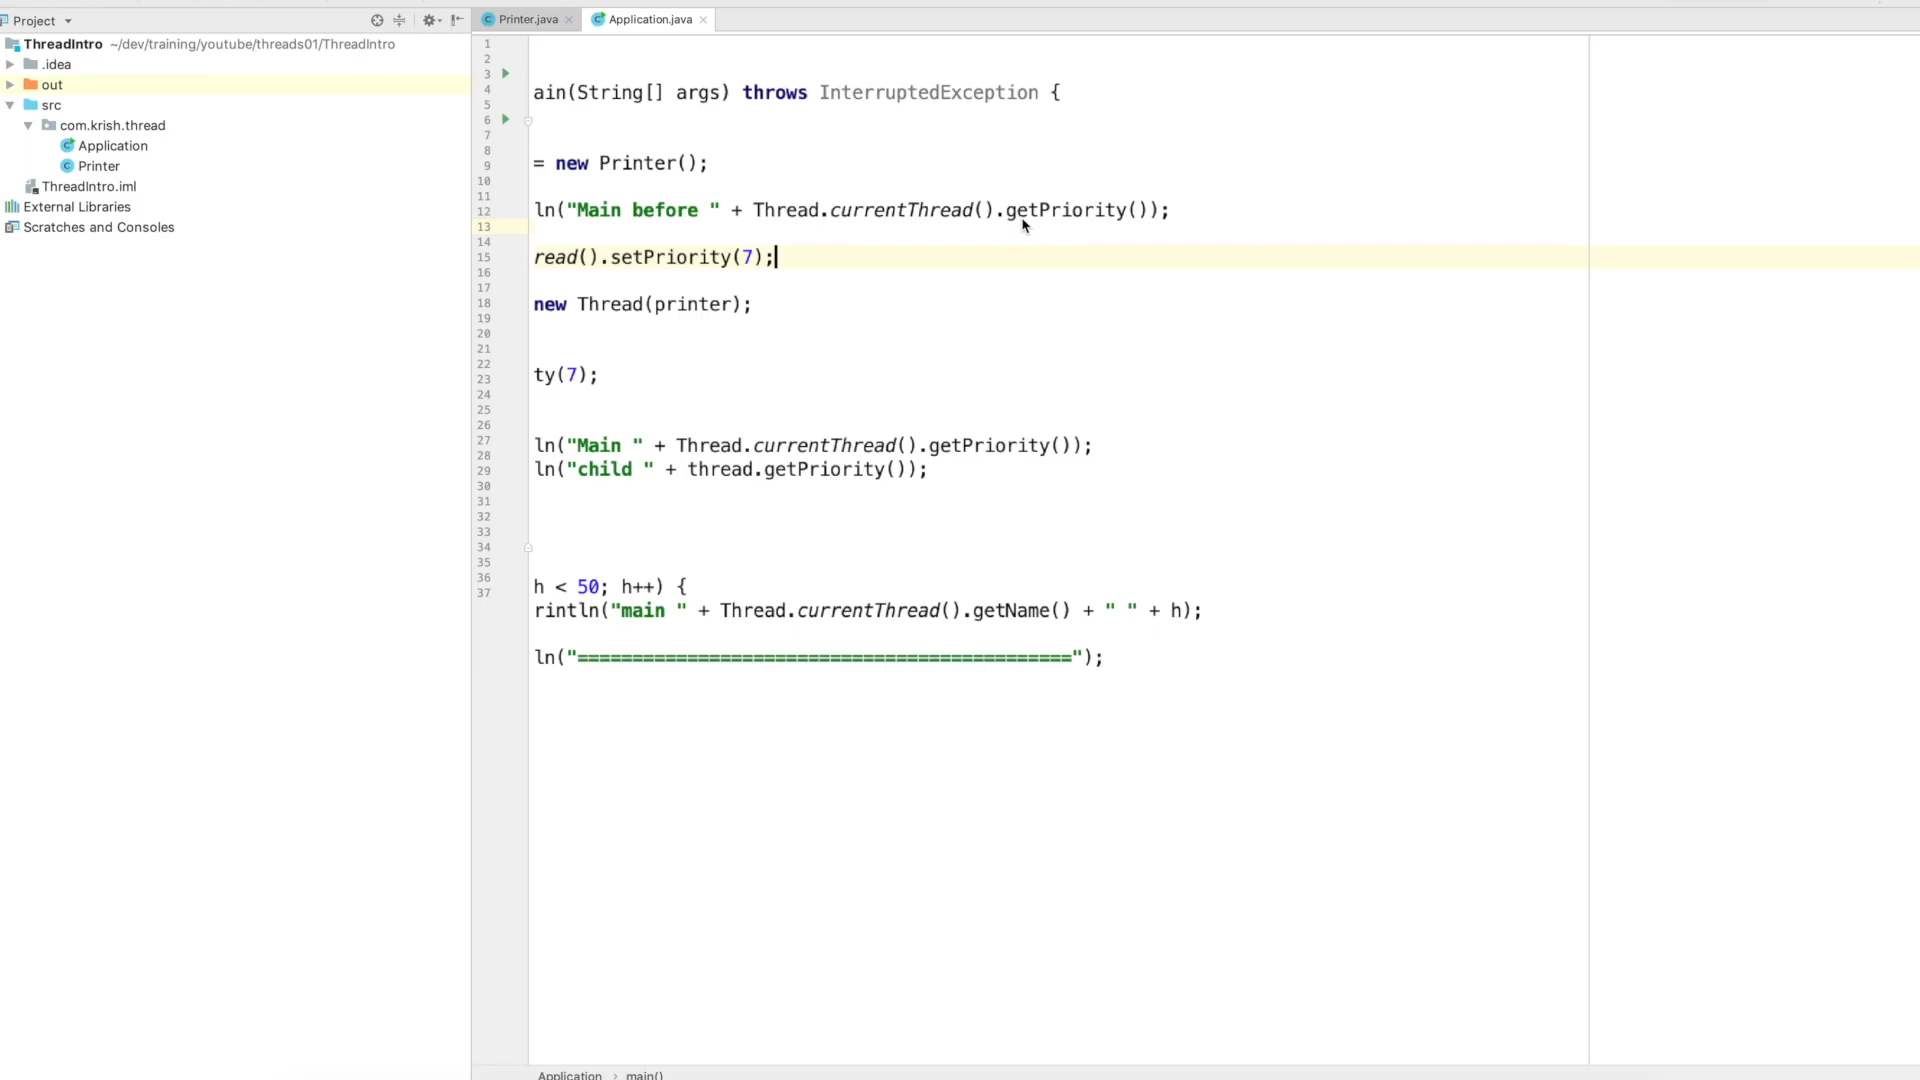 Project
Printer.java
Application.java
ThreadIntro ~/dev/training/youtube/threads01/ThreadIntro
.idea
out
src
com.krish.thread
Application
Printer
ThreadIntro.iml
External Libraries
Scratches and Consoles
1
2
3
4
5
6
7
8
9
10
11
12
13
14
15
16
17
18
19
20
21
22
23
24
25
26
27
28
29
30
31
32
33
34
35
36
37
ain(String[] args) throws InterruptedException {
= new Printer();
ln("Main before " + Thread.currentThread().getPriority());
read().setPriority(7);
new Thread(printer);
ty(7);
ln("Main " + Thread.currentThread().getPriority());
ln("child " + thread.getPriority());
h < 50; h++) {
rintln("main " + Thread.currentThread().getName() + " " + h);
ln("=============================================");
Application › main()